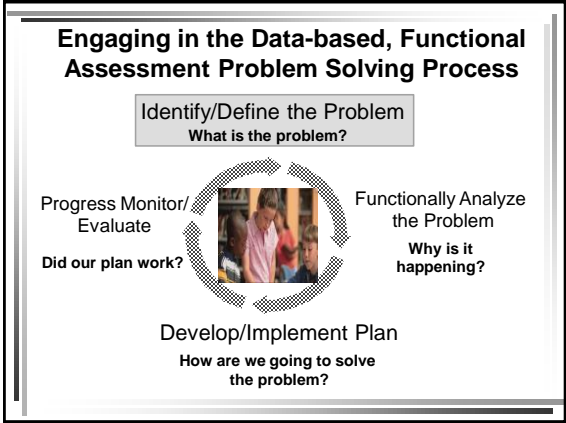 Engaging in the Data-based, Functional
Assessment Problem Solving Process
Identify/Define the Problem
What is the problem?
Functionally Analyze
the Problem
Why is it
happening?
Develop/Implement Plan
How are we going to solve
the problem?
Progress Monitor/
Evaluate
Did our plan work?